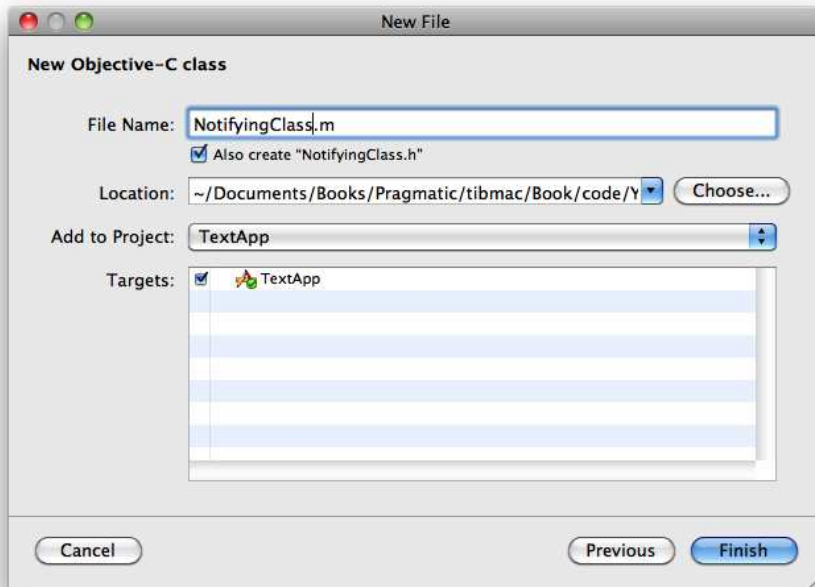 New File
New Objective-C class
File Name: NotifyingClass.m
Also create “NotifyingClass.h”
Location: ~/Documents/Books/Pragmatic/tibmac/Book/code/Y Choose...
Add to Project: TextApp
Targets: TextApp
Cancel Previous Finish